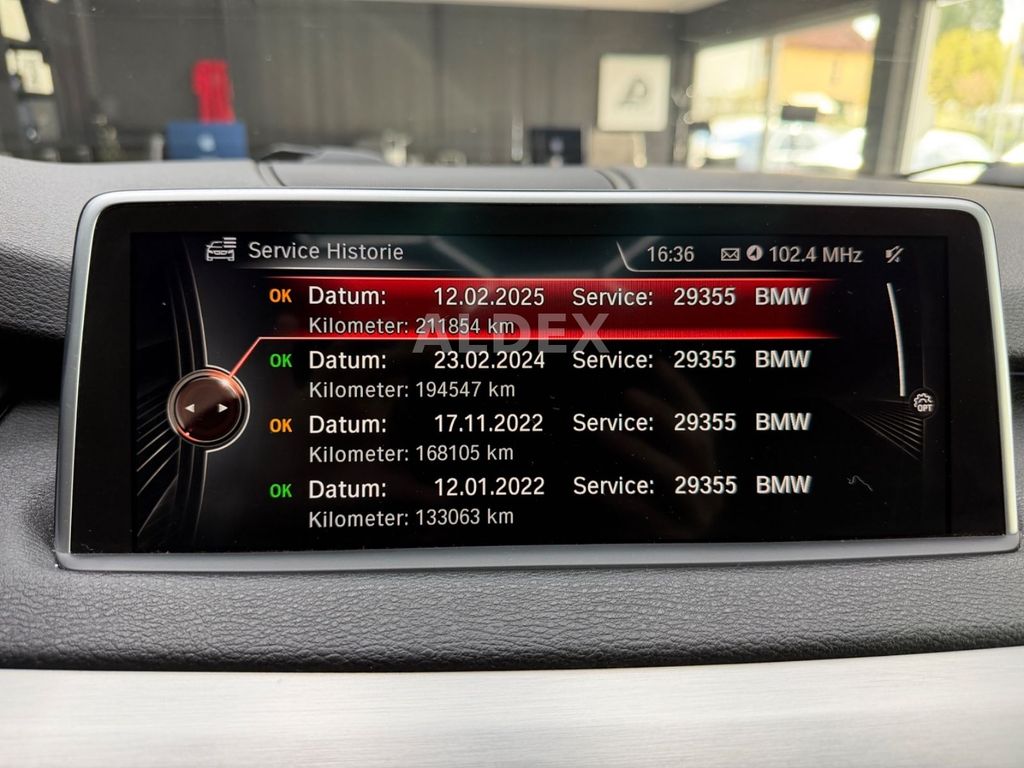 Service Historie 16:36 102.4 MHz
OK Datum: 12.02.2025 Service: 29355 BMW
Kilometer: 211854 km
ALDEX
OK Datum: 23.02.2024 Service: 29355 BMW
Kilometer: 194547 km
OPT
OK Datum: 17.11.2022 Service: 29355 BMW
Kilometer: 168105 km
OK Datum: 12.01.2022 Service: 29355 BMW
Kilometer: 133063 km